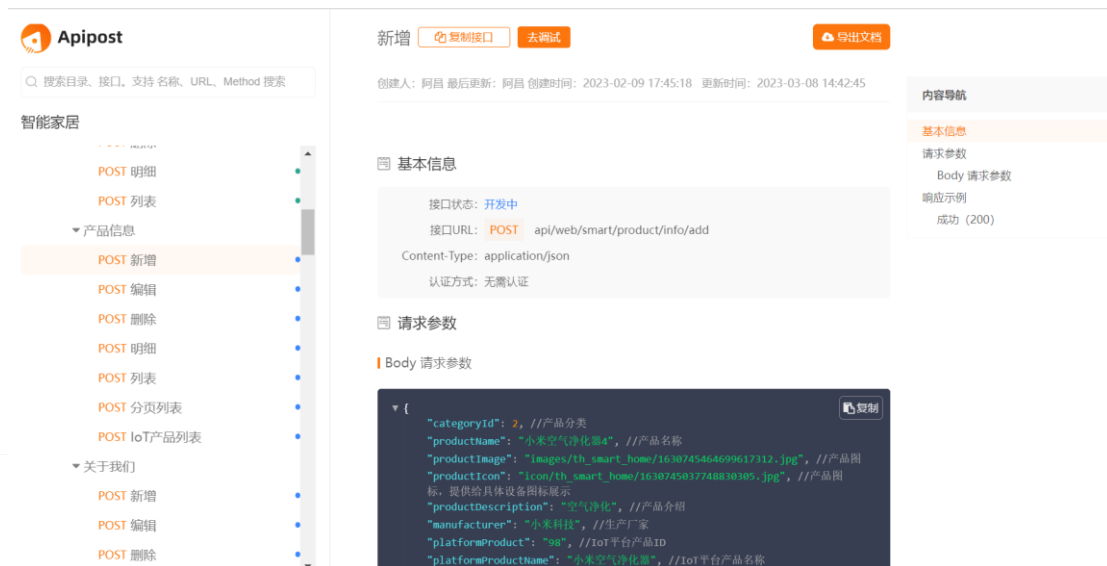 Apipost
搜索目录、接口。支持 名称、URL、Method 搜索
智能家居
POST 明细
POST 列表
产品信息
POST 新增
POST 编辑
POST 删除
POST 明细
POST 列表
POST 分页列表
POST IoT产品列表
关于我们
POST 新增
POST 编辑
POST 删除
新增 复制接口 去调试 导出文档
创建人：阿昌 最后更新：阿昌 创建时间：2023-02-09 17:45:18 更新时间：2023-03-08 14:42:45
基本信息
接口状态：开发中
接口URL： POST api/web/smart/product/info/add
Content-Type：application/json
认证方式：无需认证
请求参数
Body 请求参数
复制
{
"categoryId": 2, //产品分类
"productName": "小米空气净化器4", //产品名称
"productImage": "images/th_smart_home/1630745464699617312.jpg", //产品图
"productIcon": "icon/th_smart_home/1630745037748830305.jpg", //产品图
标，提供给具体设备图标展示
"productDescription": "空气净化", //产品介绍
"manufacturer": "小米科技", //生产厂家
"platformProduct": "98", //IoT平台产品ID
"platformProductName": "小米空气净化器", //IoT平台产品名称
内容导航
基本信息
请求参数
Body 请求参数
响应示例
成功（200）